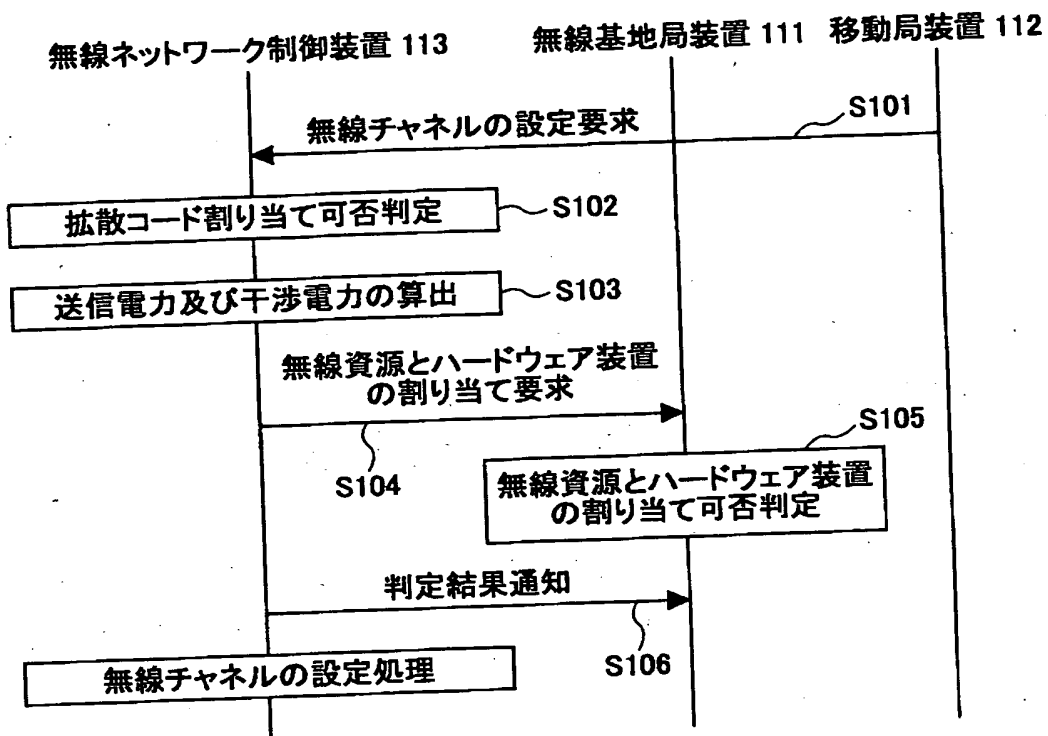 無線ネットワーク制御装置 113
無線基地局装置 111
移動局装置 112
S101
無線チャネルの設定要求
拡散コード割り当て可否判定
S102
送信電力及び干渉電力の算出
S103
無線資源とハードウェア装置
の割り当て要求
S104
S105
無線資源とハードウェア装置
の割り当て可否判定
判定結果通知
S106
無線チャネルの設定処理